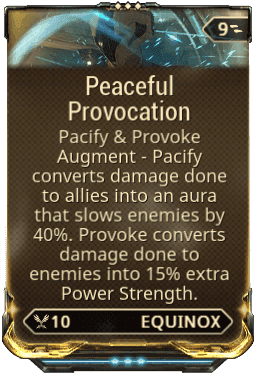 9
Peaceful
Provocation
Pacify & Provoke
Augment - Pacify
converts damage done
to allies into an aura
that slows enemies by
40%. Provoke converts
damage done to
enemies into 15% extra
Power Strength.
10 EQUINOX